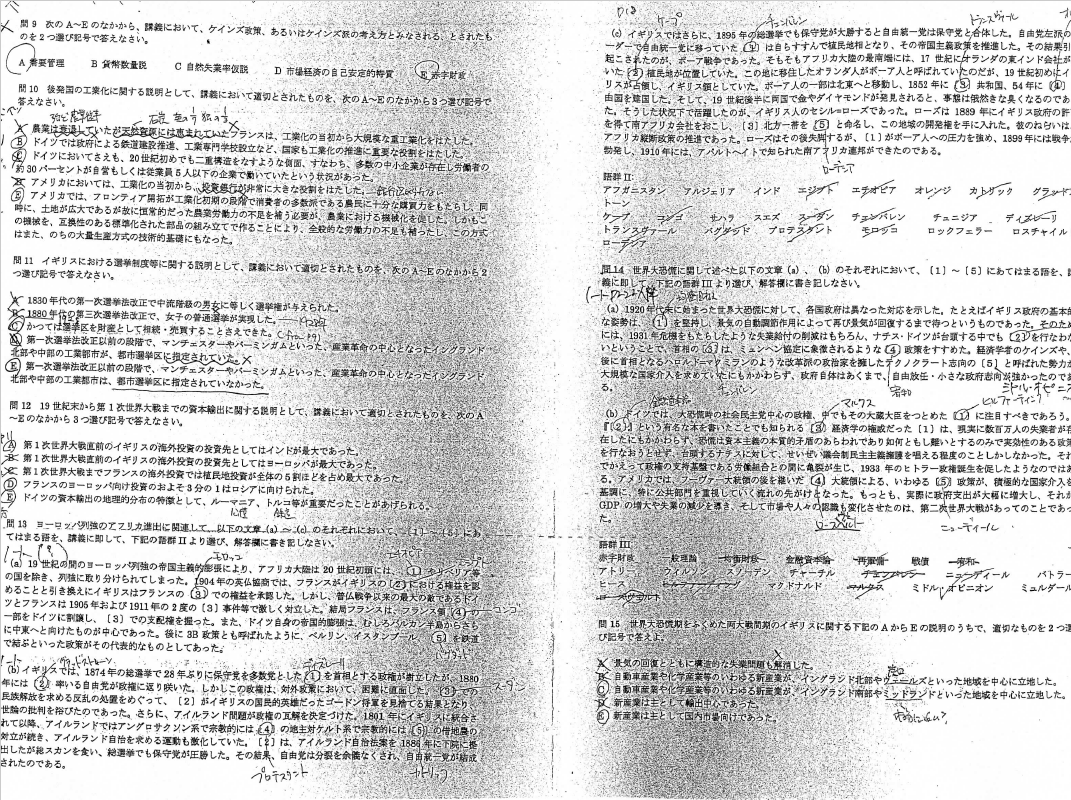 問9 次のA~Eのなかから、講義において、ケインズ政策、あるいはケインズ派の考え方とみなされる、とされたも
のを2つ選び記号で答えなさい。
A 需要管理 B 貨幣数量説 C 自然失業率仮説 D 市場経済の自己安定的特質 E 赤字財政
問10 後発国の工業化に関する説明として、講義において適切とされたものを、次のA~Eのなかから3つ選び記号で
答えなさい。
A 農業は衰退していたが天然資源には恵まれていたフランスは、工業化の当初から大規模な重工業化をはたした。
B ドイツでは政府による鉄道建設推進、工業専門学校設立など、国家も工業化の推進に重要な役割をはたした。
C ドイツにおいてさえも、20世紀初めでも二重構造をなすような側面、すなわち、多数の中小企業が存在し労働者の
約30パーセントが自営もしくは従業員5人以下の企業で働いていたという状況があった。
D アメリカにおいては、工業化の当初から、投資銀行が非常に大きな役割をはたした。
E アメリカでは、フロンティア開拓が工業化初期の段階で消費者の多数派である農民に十分な購買力をもたらし、同
時に、土地が広大であるが故に恒常的だった農業労働力の不足を補う必要が、農業における機械化を促した。しかもこ
の機械を、互換性のある標準化された部品の組み立てで作ることにより、全般的な労働力の不足も補ったし、この方式
はまた、のちの大量生産方式の技術的基礎にもなった。
問11 イギリスにおける選挙制度等に関する説明として、講義において適切とされたものを、次のA~Eのなかから2
つ選び記号で答えなさい。
A 1830年代の第一次選挙法改正で中流階級の男女に等しく選挙権が与えられた。
B 1880年代の第三次選挙法改正で、女子の普通選挙が実現した。
C かつては選挙区を財産として相続・売買することさえできた。
D 第一次選挙法改正以前の段階で、マンチェスターやバーミンガムといった、産業革命の中心となったイングランド
北部や中部の工業都市が、都市選挙区に指定されていた。
E 第一次選挙法改正以前の段階で、マンチェスターやバーミンガムといった、産業革命の中心となったイングランド
北部や中部の工業都市は、都市選挙区に指定されていなかった。
問12 19世紀末から第1次世界大戦までの資本輸出に関する説明として、講義において適切とされたものを、次のA
~Eのなかから3つ選び記号で答えなさい。
A 第1次世界大戦直前のイギリスの海外投資の投資先としてはインドが最大であった。
B 第1次世界大戦直前のイギリスの海外投資の投資先としてはヨーロッパが最大であった。
C 第1次世界大戦までフランスの海外投資では植民地投資が全体の5割ほどを占め最大であった。
D フランスのヨーロッパ向け投資のおよそ3分の1はロシアに向けられた。
E ドイツの資本輸出の地理的分布の特徴として、ルーマニア、トルコ等が重要だったことがあげられる。
問13 ヨーロッパ列強のアフリカ進出に関連して、以下の文章(a)~(c)のそれぞれにおいて、[1]~[5]にあ
てはまる語を、講義に即して、下記の語群IIより選び、解答欄に書き記しなさい。
(a) 19世紀の間のヨーロッパ列強の帝国主義的膨張により、アフリカ大陸は20世紀初頭には、[1]やリベリア等
の国を除き、列強に取り分けられてしまった。1904年の英仏協商では、フランスがイギリスの[2]における権益を認
めることと引き換えにイギリスはフランスの[3]での権益を承認した。しかし、普仏戦争以来の最大の敵であるドイ
ツとフランスは1905年および1911年の2度の[3]事件等で激しく対立した。結局フランスは、フランス領[4]の
一部をドイツに割譲し、[3]での支配権を握った。また、ドイツ自身の帝国的膨張は、むしろバルカン半島からさら
に中東へと向けたものが中心であった。後に3B政策とも呼ばれたように、ベルリン、イスタンブール、[5]を鉄道
で結ぶといった政策がその代表的なものとしてあった。
(b) イギリスでは、1874年の総選挙で28年ぶりに保守党を多数党とした[1]を首相とする政権が樹立したが、1880
年には[2]率いる自由党が政権に返り咲いた。しかしこの政権は、対外政策において、困難に直面した。[3]での
民族解放を求める反乱の処置をめぐって、[2]がイギリスの国民的英雄だったゴードン将軍を見捨てる結果となり、
世論の批判を浴びたのであった。さらに、アイルランド問題が政権の瓦解を決定づけた。1801年にイギリスに統合さ
れて以降、アイルランドではアングロサクソン系で宗教的には[4]の地主対ケルト系で宗教的には[5]の借地農の
対立が続き、アイルランド自治を求める運動も激化していた。[2]は、アイルランド自治法案を1886年に下院に提
出したが総スカンを食い、総選挙でも保守党が圧勝した。その結果、自由党は分裂を余儀なくされ、自由統一党が結成
されたのである。
プロテスタント
カトリック
(c) イギリスではさらに、1895年の総選挙でも保守党が大勝すると自由統一党は保守党と合体した。自由党左派の
ーダーで自由統一党に移っていた[1]は自らすすんで植民地相となり、その帝国主義政策を推進した。その結果引
起こされたのが、ボーア戦争であった。そもそもアフリカ大陸の最南端には、17世紀にオランダの東インド会社が開
いた[2]植民地が位置していた。この地に移住したオランダ人がボーア人と呼ばれていたのだが、19世紀初めにイ
リスが占領し、イギリス領としていた。ボーア人の一部は北東へと移動し、1852年に[3]共和国、54年に[4]
由国を建国した。そして、19世紀後半に両国で金やダイヤモンドが発見されると、事態は俄然きな臭くなるのであ
た。そうした状況下で活躍したのが、イギリス人のセシルローズであった。ローズは1889年にイギリス政府の許
を得て南アフリカ会社をおこし、[3]北方一帯を[5]と命名し、この地域の開発権を手に入れた。彼のねらいは
アフリカ縦断政策の推進であった。ローズはその後失脚するが、[1]がボーア人への圧力を強め、1899年には戦争
勃発し、1910年には、アパルトヘイトで知られた南アフリカ連邦ができたのである。
ローデシア
語群II:
アフガニスタン アルジェリア インド エジプト エチオピア オレンジ カトリック グラッド
トーン
ケープ コンゴ サハラ スエズ スーダン チェンバレン チュニジア ディズレーリ
トランスヴァール バグダッド プロテスタント モロッコ ロックフェラー ロスチャイル
ローデシア
問14 世界大恐慌に関して述べた以下の文章(a)、(b)のそれぞれにおいて、[1]~[5]にあてはまる語を、講
義に即して、下記の語群IIIより選び、解答欄に書き記しなさい。
(a) 1920年代末に始まった世界大恐慌に対して、各国政府は異なった対応を示した。たとえばイギリス政府の基本的
な姿勢は、[1]を堅持し、景気の自動調節作用によって再び景気が回復するまで待つというものであった。そのため
には、1931年危機をもたらしたような失業給付の削減はもちろん、ナチス・ドイツが台頭する中でも[2]を行なわな
いということで、首相の[3]は、ミュンヘン協定に象徴されるような[4]政策をすすめた。経済学者のケインズや、
後に首相となるハロルド=マクミランのような改革派の政治家を擁したテクノクラート志向の[5]と呼ばれた勢力が
大規模な国家介入を求めていたにもかかわらず、政府自体はあくまで、自由放任・小さな政府志向が強かったのであ
る。
(b) ドイツでは、大恐慌時の社会民主党中心の政権、中でもその大蔵大臣をつとめた[1]に注目すべきであろう。
『[2]』という有名な本を書いたことでも知られる[3]経済学の権威だった[1]は、現実に数百万人の失業者が存
在したにもかかわらず、恐慌は資本主義の本質的矛盾のあらわれであり如何ともし難いとするのみで実効性のある政策
を行なおうとせず、台頭するナチスに対して、せいぜい議会制民主主義擁護を唱える程度のことしかしなかった。それ
でかえって政権の支持基盤である労働組合との間に亀裂が生じ、1933年のヒトラー政権誕生を促したようなのではあ
る。アメリカでは、フーヴァー大統領の後を継いだ[4]大統領による、いわゆる[5]政策が、積極的な国家介入を
基調に、特に公共部門を重視していく流れの先がけとなった。もっとも、実際に政府支出が大幅に増大し、それが
GDPの増大や失業の減少を導き、そして市場や人々の認識も変化させたのは、第二次世界大戦があってのことであっ
た。
ルーズベルト
ニューディール
語群III
赤字財政 一般理論 均衡財政 金融資本論 再軍備 戦債 宥和
アトリー ウィルソン スノーデン チャーチル チェンバレン ニューディール バトラー
ヒース マクドナルド マルクス ミドル・オピニオン ミュルダール
問15 世界大恐慌期をふくめた両大戦間期のイギリスに関する下記のAからEの説明のうちで、適切なものを2つ選
び記号で答えよ。
A 景気の回復とともに構造的な失業問題も解消した。
B 自動車産業や化学産業等のいわゆる新産業が、イングランド北部やウェールズといった地域を中心に立地した。
C 自動車産業や化学産業等のいわゆる新産業が、イングランド南部やミッドランドといった地域を中心に立地した。
D 新産業は主として輸出中心であった。
E 新産業は主として国内市場向けであった。